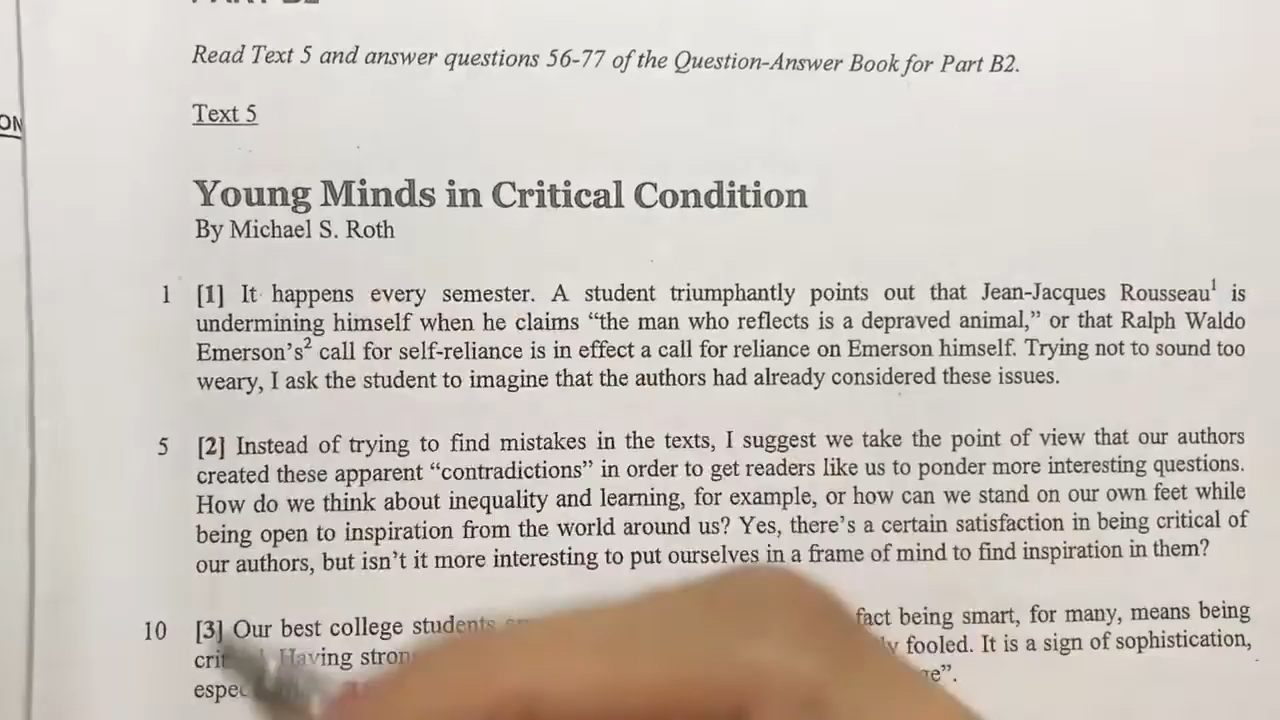 ON
Read Text 5 and answer questions 56-77 of the Question-Answer Book for Part B2.
Text 5
Young Minds in Critical Condition
By Michael S. Roth
1 [1] It happens every semester. A student triumphantly points out that Jean-Jacques Rousseau¹ is
undermining himself when he claims “the man who reflects is a depraved animal,” or that Ralph Waldo
Emerson’s² call for self-reliance is in effect a call for reliance on Emerson himself. Trying not to sound too
weary, I ask the student to imagine that the authors had already considered these issues.
5 [2] Instead of trying to find mistakes in the texts, I suggest we take the point of view that our authors
created these apparent “contradictions” in order to get readers like us to ponder more interesting questions.
How do we think about inequality and learning, for example, or how can we stand on our own feet while
being open to inspiration from the world around us? Yes, there’s a certain satisfaction in being critical of
our authors, but isn’t it more interesting to put ourselves in a frame of mind to find inspiration in them?
10 [3] Our best college students fact being smart, for many, means being
Having fooled. It is a sign of sophistication,